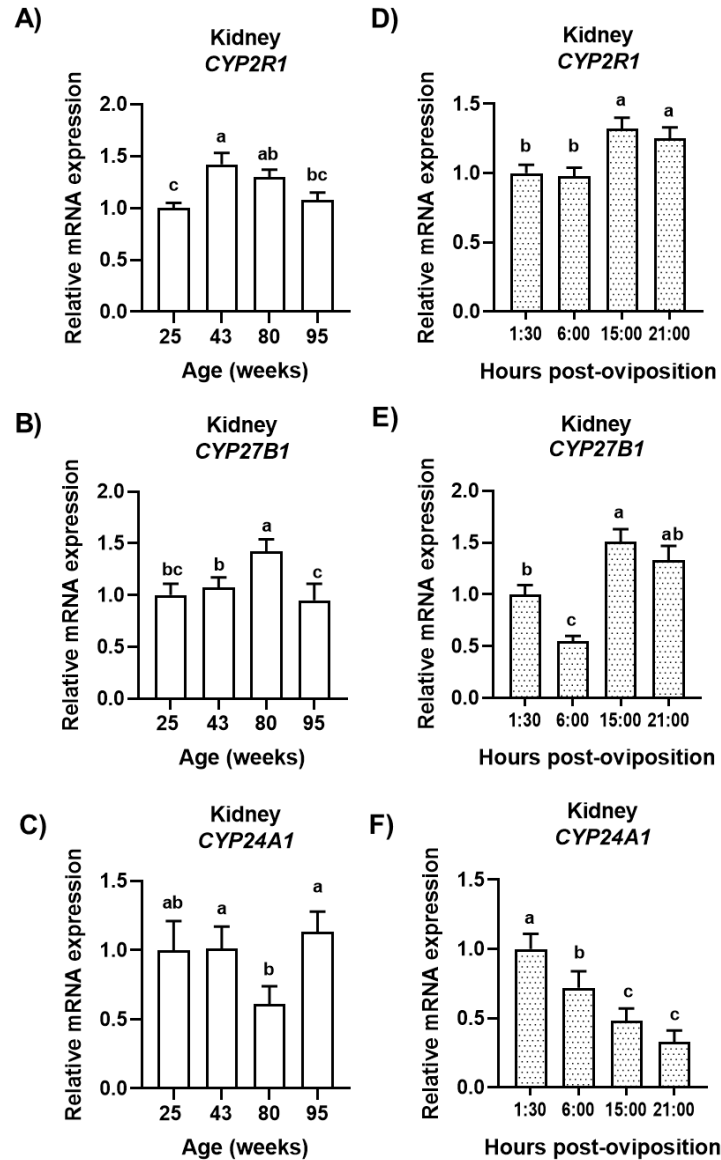 A)
Kidney
CYP2R1
Relative mRNA expression
2.0
1.5
1.0
0.5
0.0
c
a
ab
bc
25 43 80 95
Age (weeks)
D)
Kidney
CYP2R1
Relative mRNA expression
1.5
1.0
0.5
0.0
b
b
a
a
1:30 6:00 15:00 21:00
Hours post-oviposition
B)
Kidney
CYP27B1
Relative mRNA expression
2.0
1.5
1.0
0.5
0.0
bc
b
a
c
25 43 80 95
Age (weeks)
E)
Kidney
CYP27B1
Relative mRNA expression
2.0
1.5
1.0
0.5
0.0
b
c
a
ab
1:30 6:00 15:00 21:00
Hours post-oviposition
C)
Kidney
CYP24A1
Relative mRNA expression
1.5
1.0
0.5
0.0
ab
a
b
a
25 43 80 95
Age (weeks)
F)
Kidney
CYP24A1
Relative mRNA expression
1.5
1.0
0.5
0.0
a
b
c
c
1:30 6:00 15:00 21:00
Hours post-oviposition